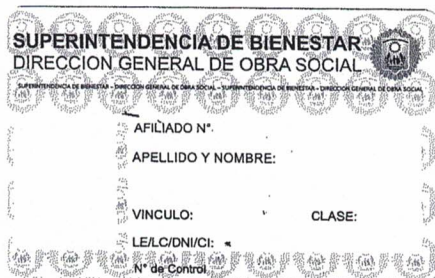 SUPERINTENDENCIA DE BIENESTAR
DIRECCION GENERAL DE OBRA SOCIAL
SUPERINTENDENCIA DE BIENESTAR - DIRECCION GENERAL DE OBRA SOCIAL - SUPERINTENDENCIA DE BIENESTAR - DIRECCION GENERAL DE OBRA SOCIAL
AFILIADO N°.
APELLIDO Y NOMBRE:
VINCULO: CLASE:
LE/LC/DNI/CI:
N° de Control